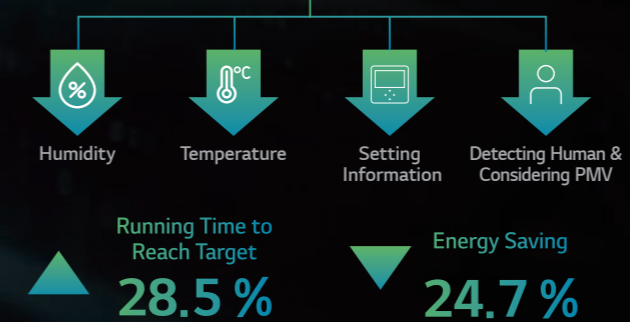 %
°C
Humidity
Temperature
Setting
Information
Detecting Human &
Considering PMV
Running Time to
Reach Target
28.5 %
Energy Saving
24.7 %